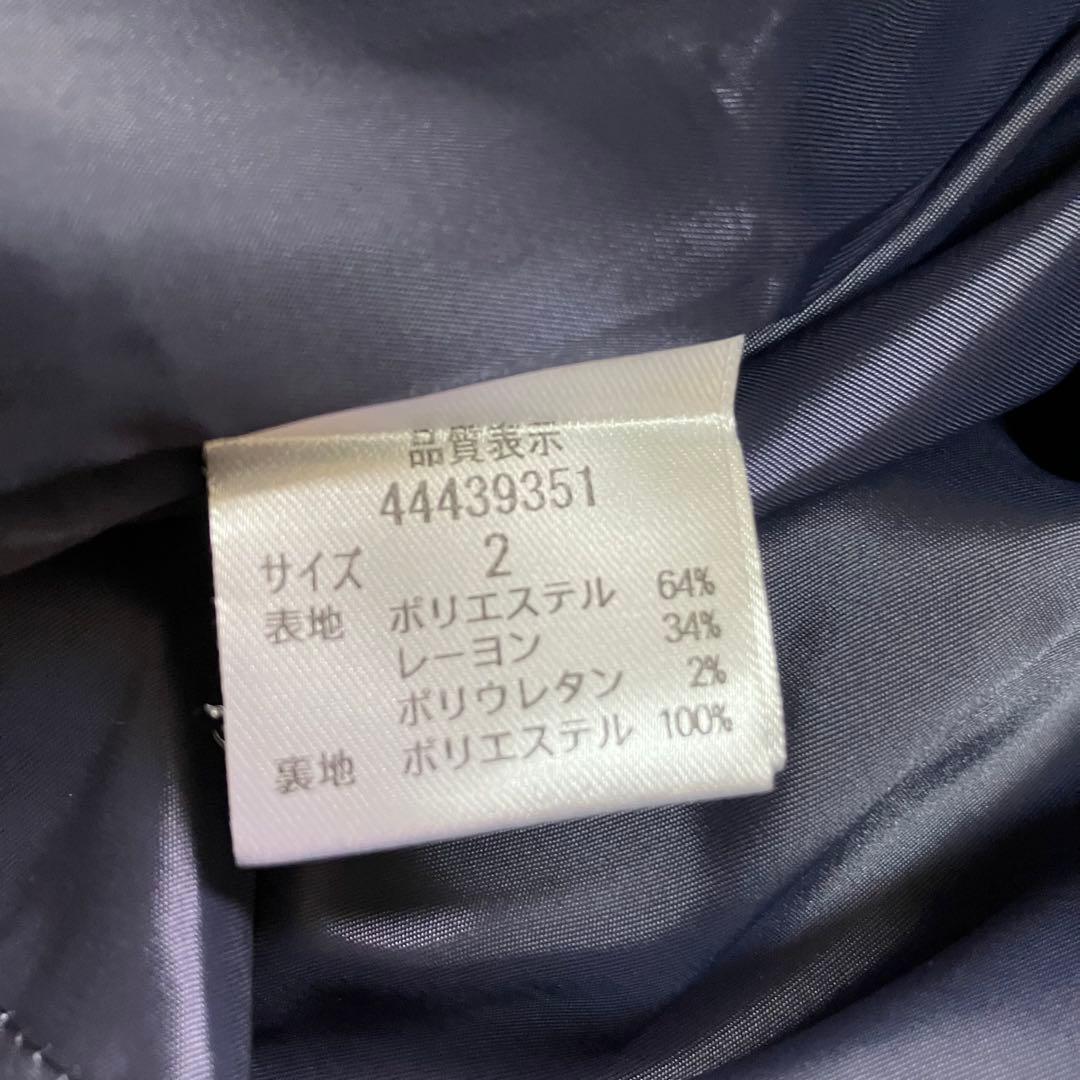 品質表示
44439351
サイズ 2
表地 ポリエステル 64%
レーヨン 34%
ポリウレタン 2%
裏地 ポリエステル 100%